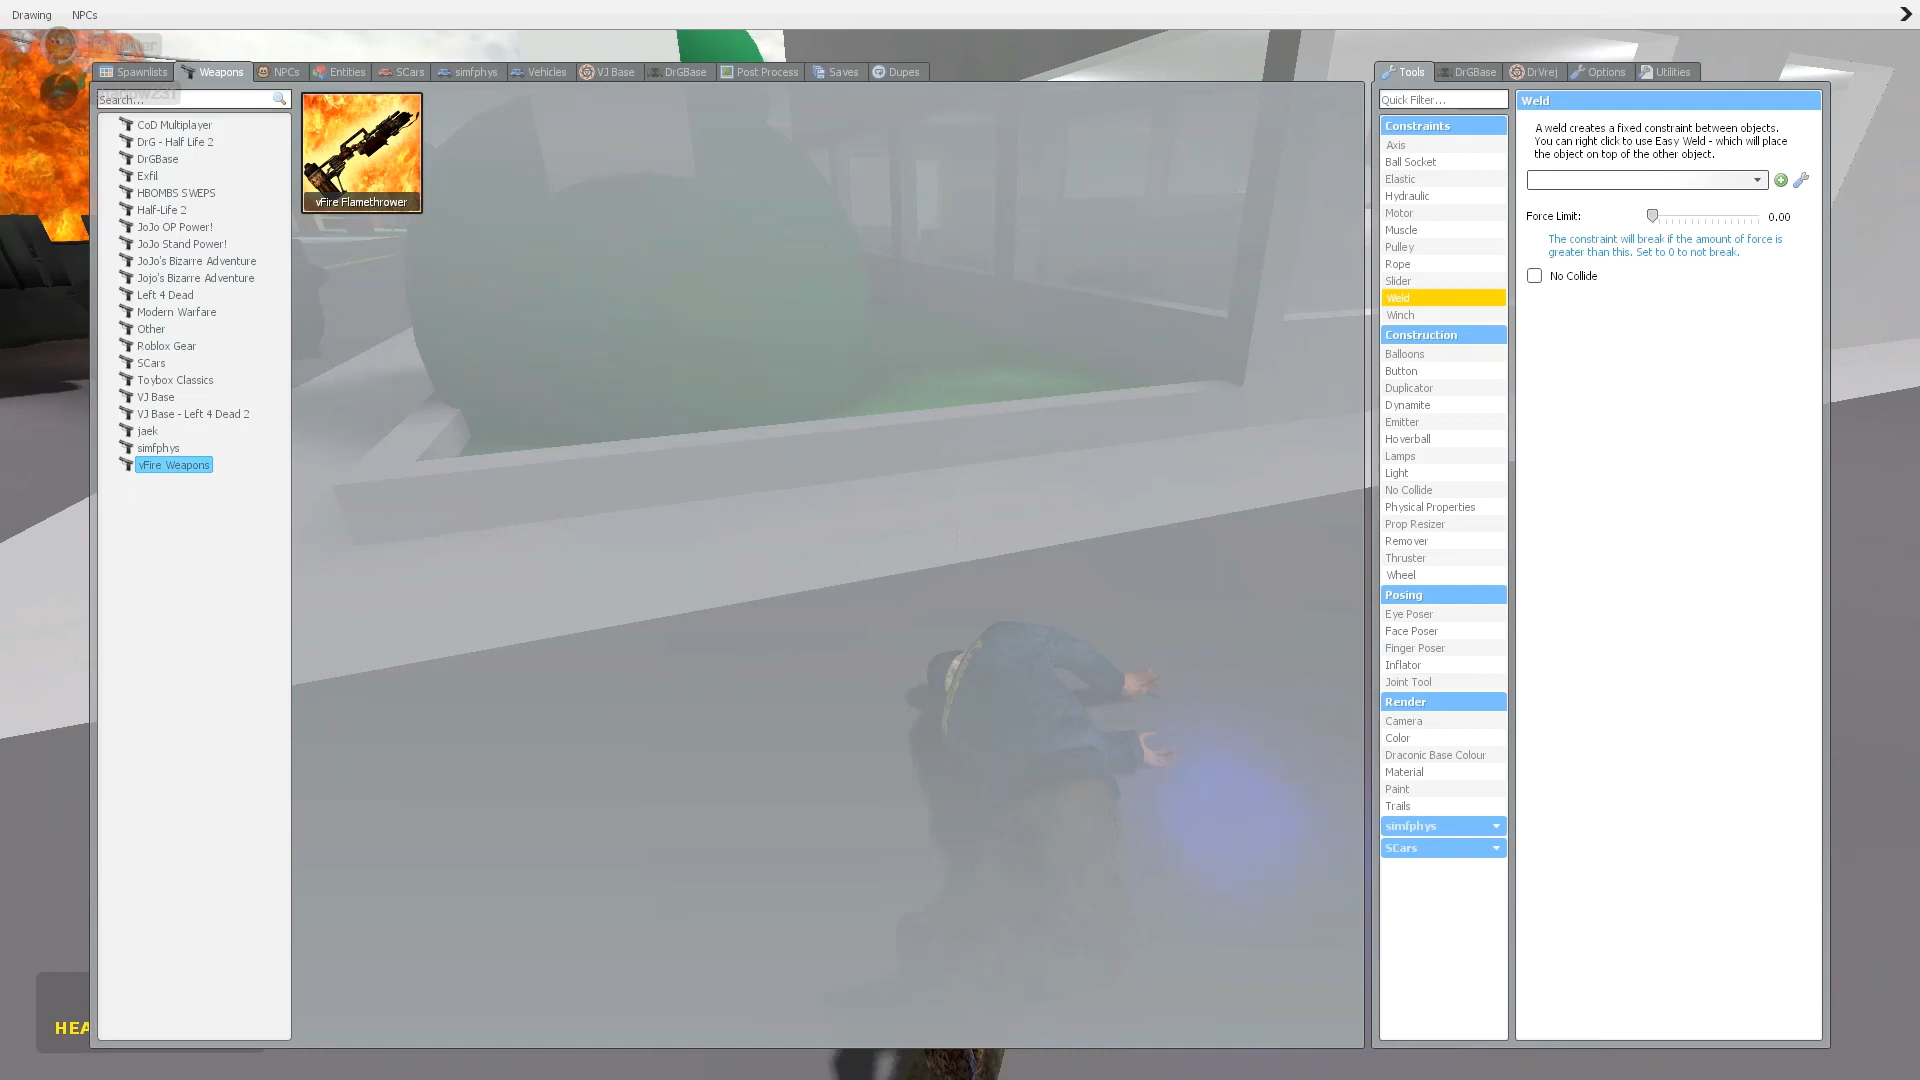 Drawing NPCs
Spawnlists Weapons NPCs Entities SCars simfphys Vehicles VJ Base DrGBase Post Process Saves Dupes
Search...
CoD Multiplayer
DrG - Half Life 2
DrGBase
Exfil
HBOMBS SWEPS
Half-Life 2
JoJo OP Power!
JoJo Stand Power!
JoJo's Bizarre Adventure
Jojo's Bizarre Adventure
Left 4 Dead
Modern Warfare
Other
Roblox Gear
SCars
Toybox Classics
VJ Base
VJ Base - Left 4 Dead 2
jaek
simfphys
vFire Weapons
vFire Flamethrower
HEA
Tools DrGBase DrVrej Options Utilities
Quick Filter...
Constraints
Axis
Ball Socket
Elastic
Hydraulic
Motor
Muscle
Pulley
Rope
Slider
Weld
Winch
Construction
Balloons
Button
Duplicator
Dynamite
Emitter
Hoverball
Lamps
Light
No Collide
Physical Properties
Prop Resizer
Remover
Thruster
Wheel
Posing
Eye Poser
Face Poser
Finger Poser
Inflator
Joint Tool
Render
Camera
Color
Draconic Base Colour
Material
Paint
Trails
simfphys
SCars
Weld
A weld creates a fixed constraint between objects.
You can right click to use Easy Weld - which will place
the object on top of the other object.
Force Limit: 0.00
The constraint will break if the amount of force is
greater than this. Set to 0 to not break.
No Collide